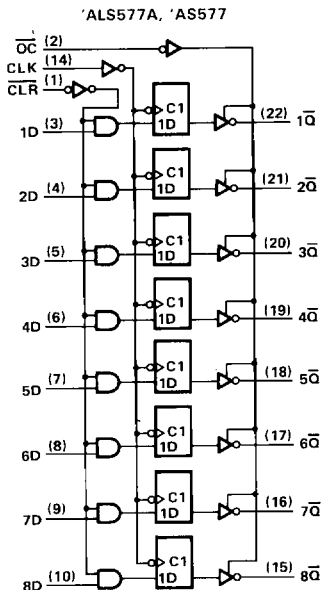 'ALS577A, 'AS577
O̅C̅ (2)
CLK (14)
C̅L̅R̅ (1)
C1
1D (3) 1D (22) 1Q̅
C1
2D (4) 1D (21) 2Q̅
C1
3D (5) 1D (20) 3Q̅
C1
4D (6) 1D (19) 4Q̅
C1
5D (7) 1D (18) 5Q̅
C1
6D (8) 1D (17) 6Q̅
C1
7D (9) 1D (16) 7Q̅
C1
8D (10) 1D (15) 8Q̅